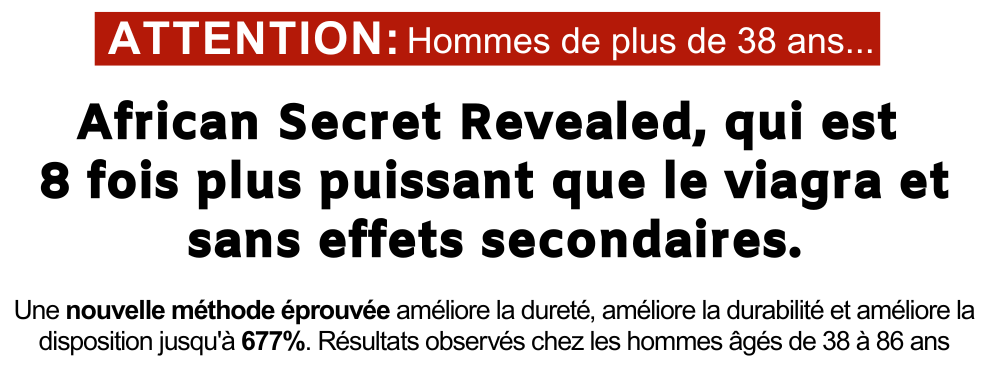 ATTENTION: Hommes de plus de 38 ans...
African Secret Revealed, qui est
8 fois plus puissant que le viagra et
sans effets secondaires.
Une nouvelle méthode éprouvée améliore la dureté, améliore la durabilité et améliore la
disposition jusqu'à 677%. Résultats observés chez les hommes âgés de 38 à 86 ans